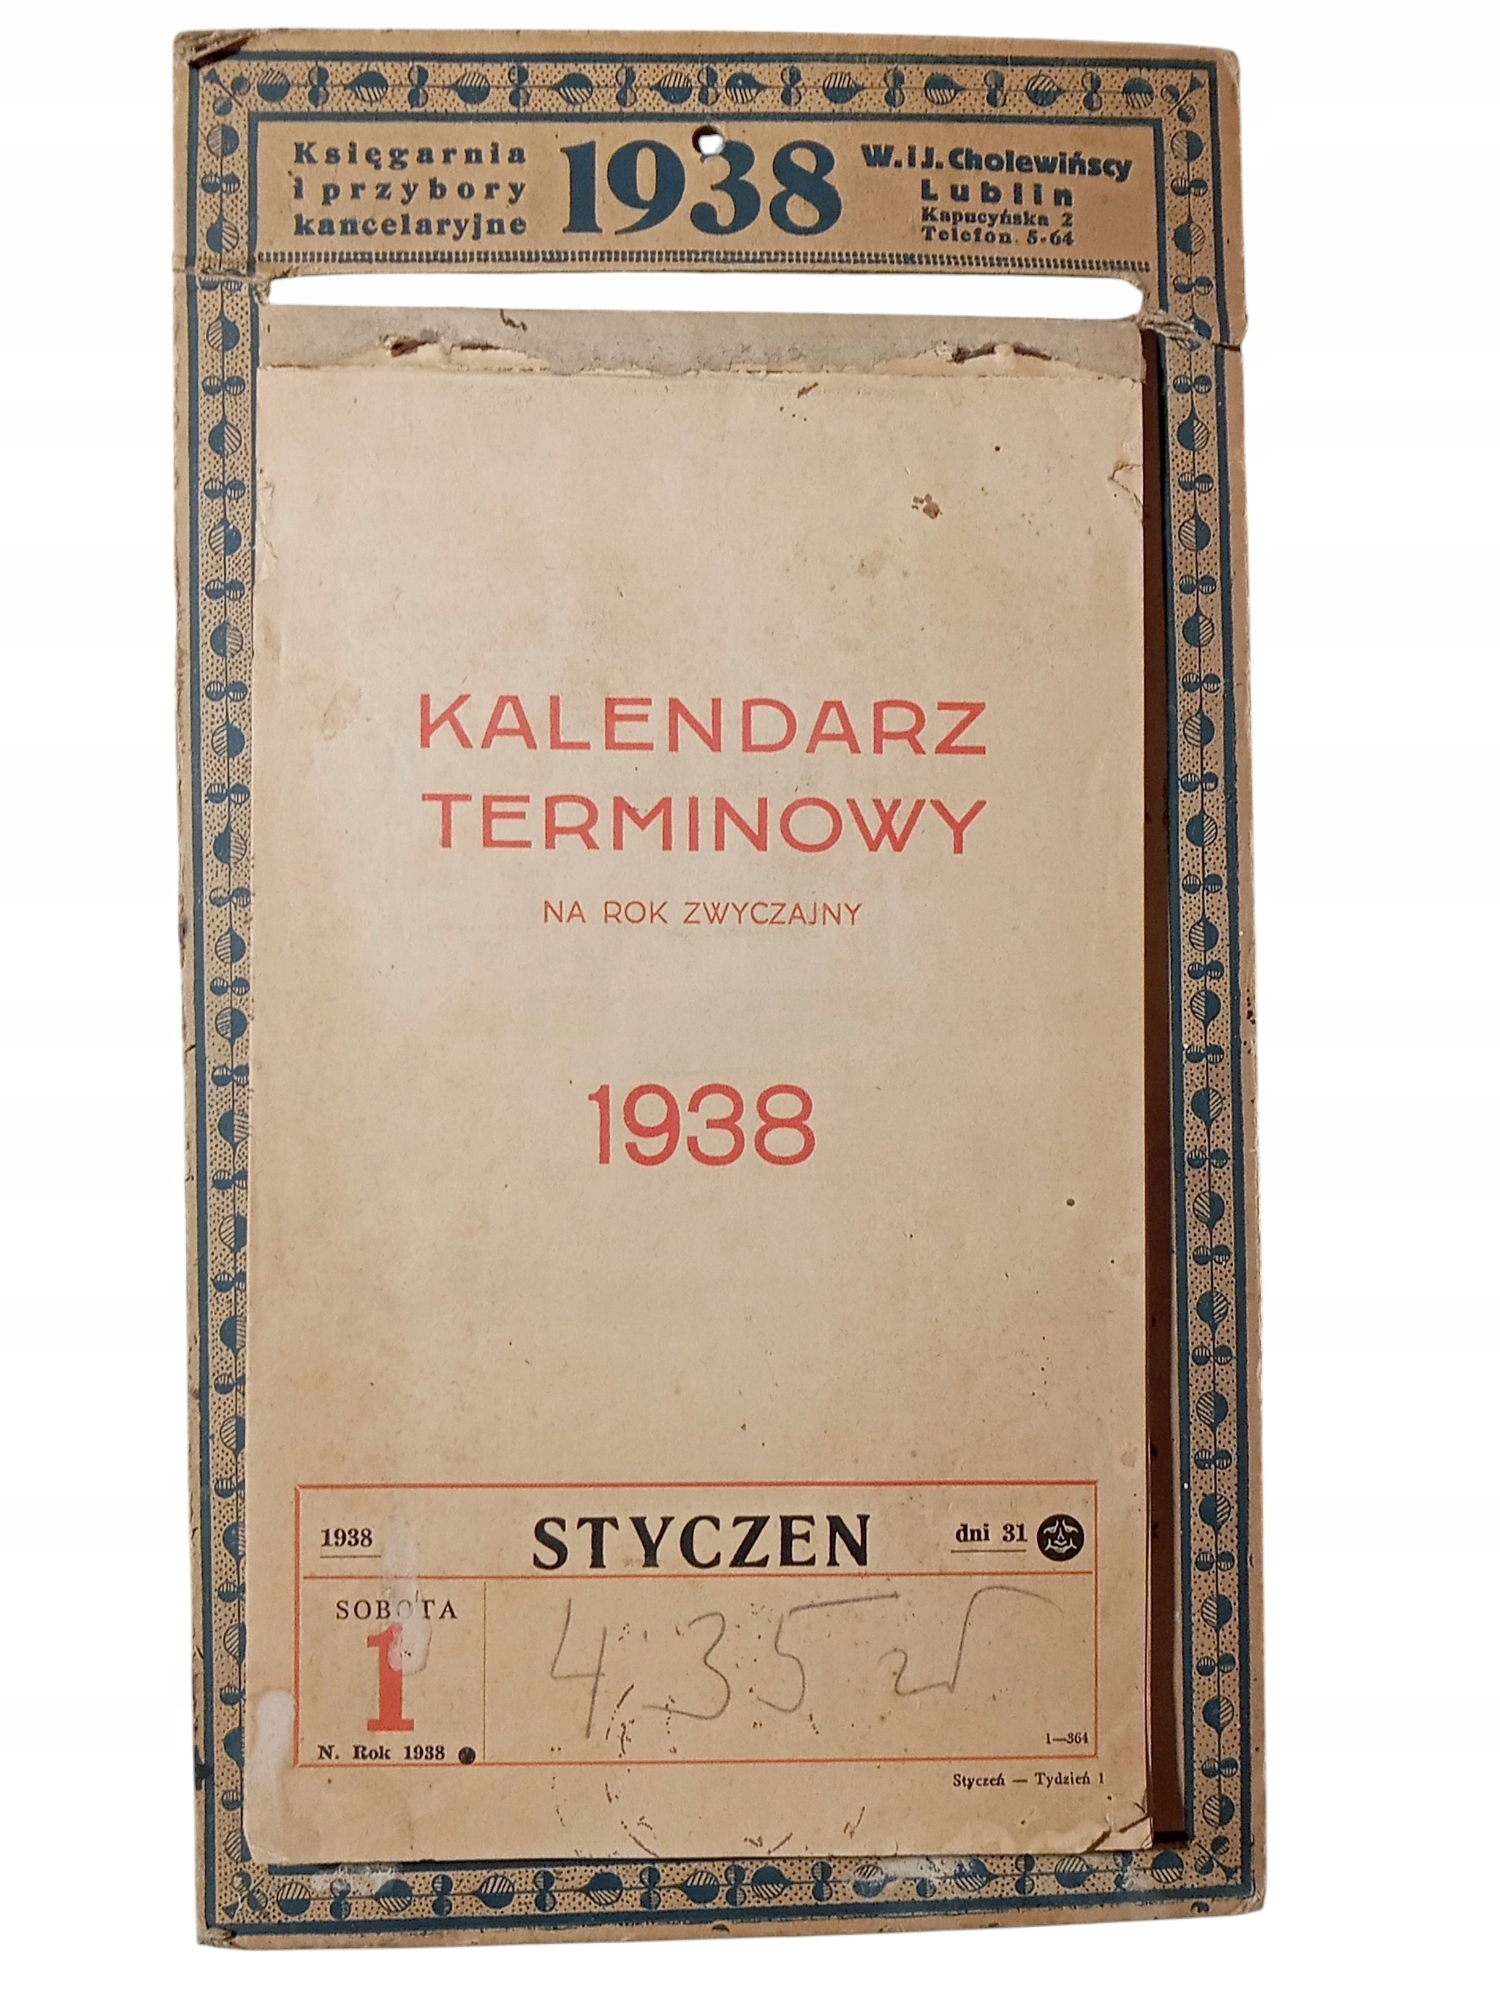 Księgarnia
i przybory
kancelaryjne
1938
W. i J. Cholewińscy
Lublin
Kapucyńska 2
Telefon 5-64
KALENDARZ
TERMINOWY
NA ROK ZWYCZAJNY
1938
1938 STYCZEN dni 31
SOBOTA
1
N. Rok 1938
4.35 zł
1—364
Styczeń — Tydzień 1